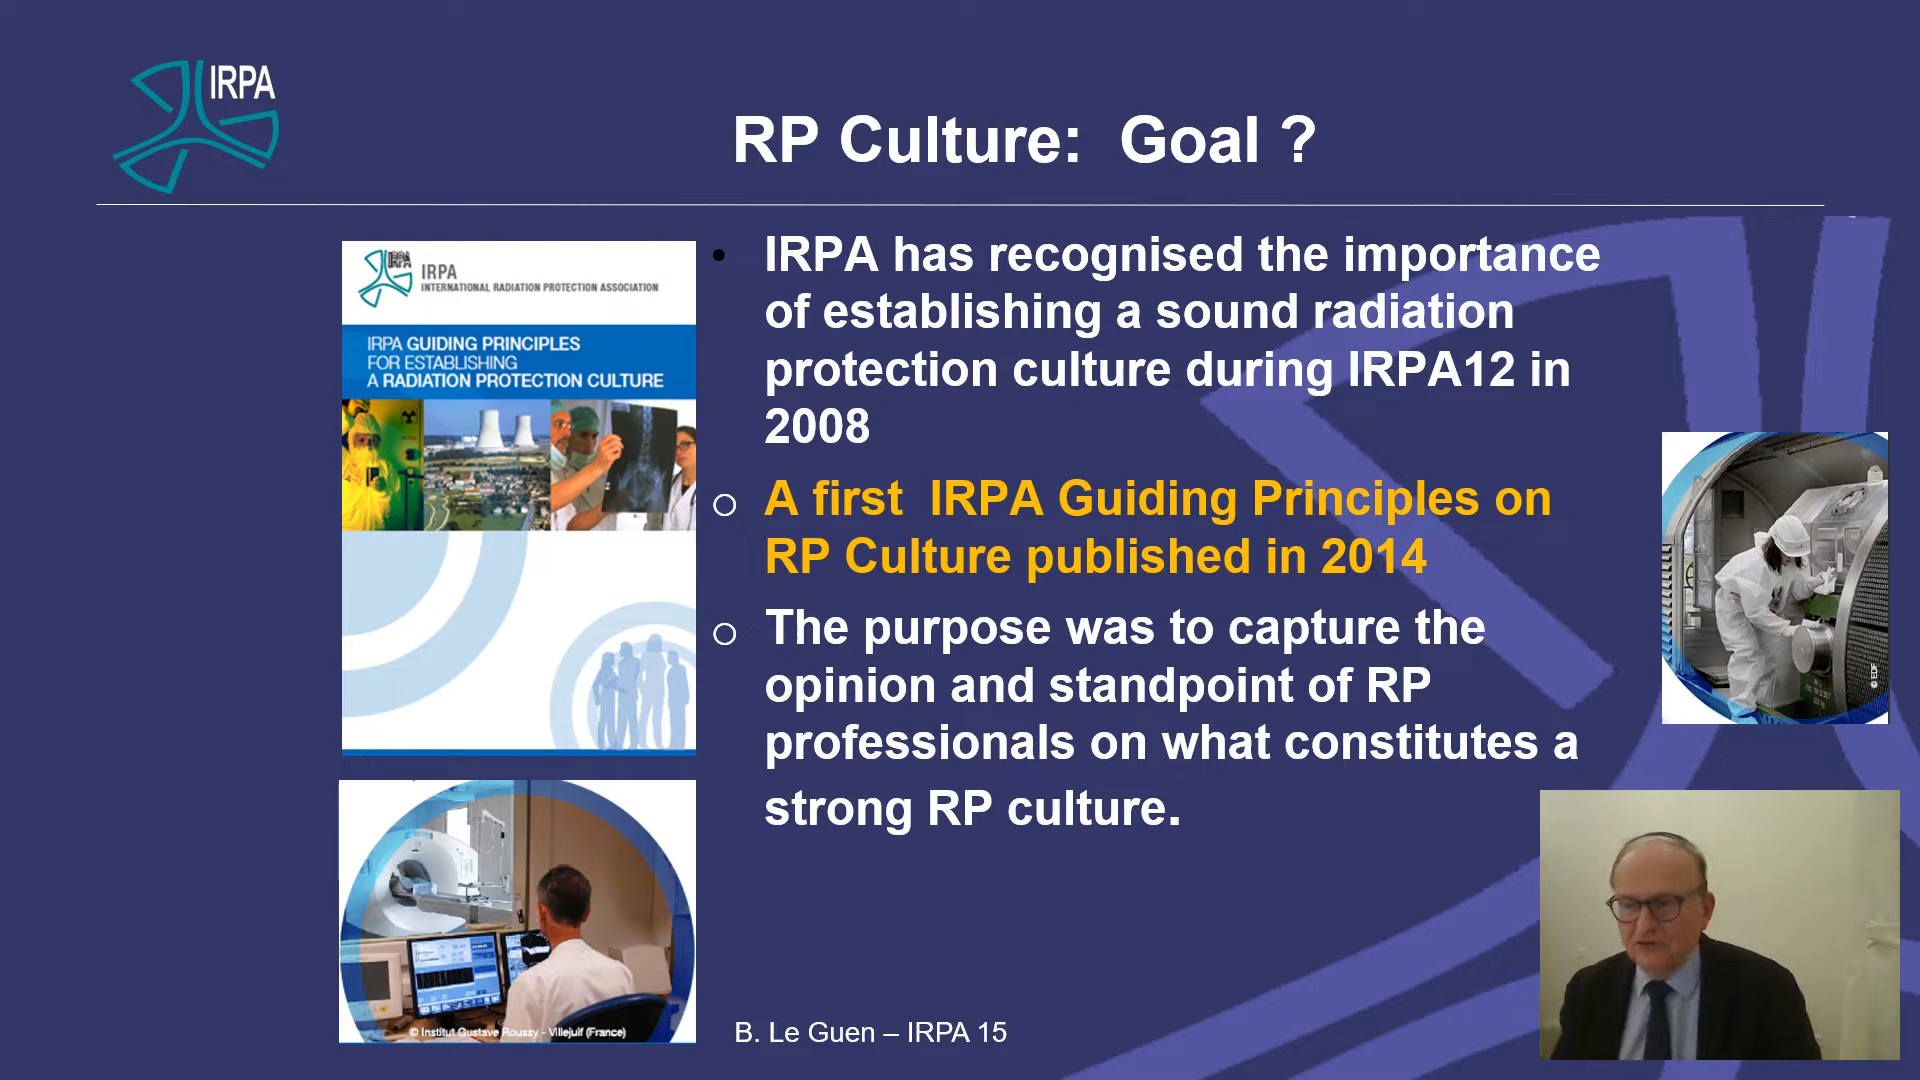 IRPA
RP Culture:  Goal ?
IRPA
IRPA
INTERNATIONAL RADIATION PROTECTION ASSOCIATION
IRPA GUIDING PRINCIPLES
FOR ESTABLISHING
A RADIATION PROTECTION CULTURE
• IRPA has recognised the importance
of establishing a sound radiation
protection culture during IRPA12 in
2008
o A first  IRPA Guiding Principles on
RP Culture published in 2014
o The purpose was to capture the
opinion and standpoint of RP
professionals on what constitutes a
strong RP culture.
© EDF
© Institut Gustave Roussy - Villejuif (France)
B. Le Guen – IRPA 15